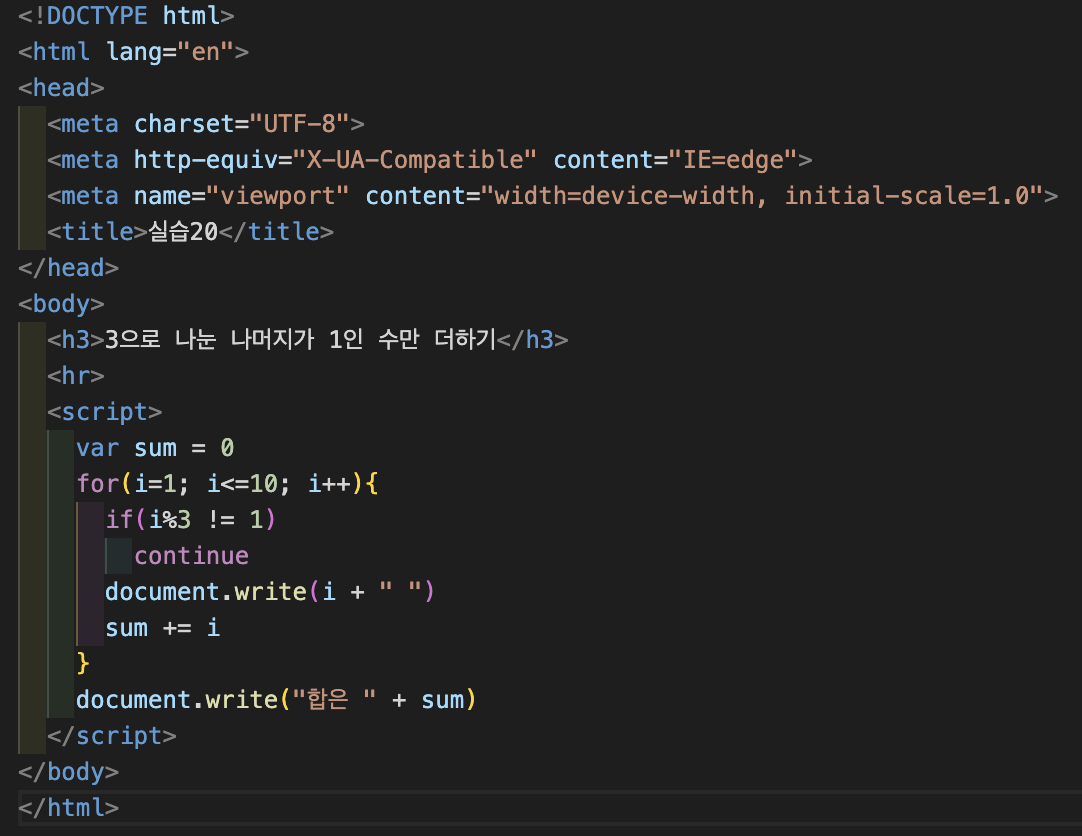 <!DOCTYPE html>
<html lang="en">
<head>
<meta charset="UTF-8">
<meta http-equiv="X-UA-Compatible" content="IE=edge">
<meta name="viewport" content="width=device-width, initial-scale=1.0">
<title>실습20</title>
</head>
<body>
<h3>3으로 나눈 나머지가 1인 수만 더하기</h3>
<hr>
<script>
var sum = 0
for(i=1; i<=10; i++){
if(i%3 != 1)
continue
document.write(i + " ")
sum += i
}
document.write("합은 " + sum)
</script>
</body>
</html>